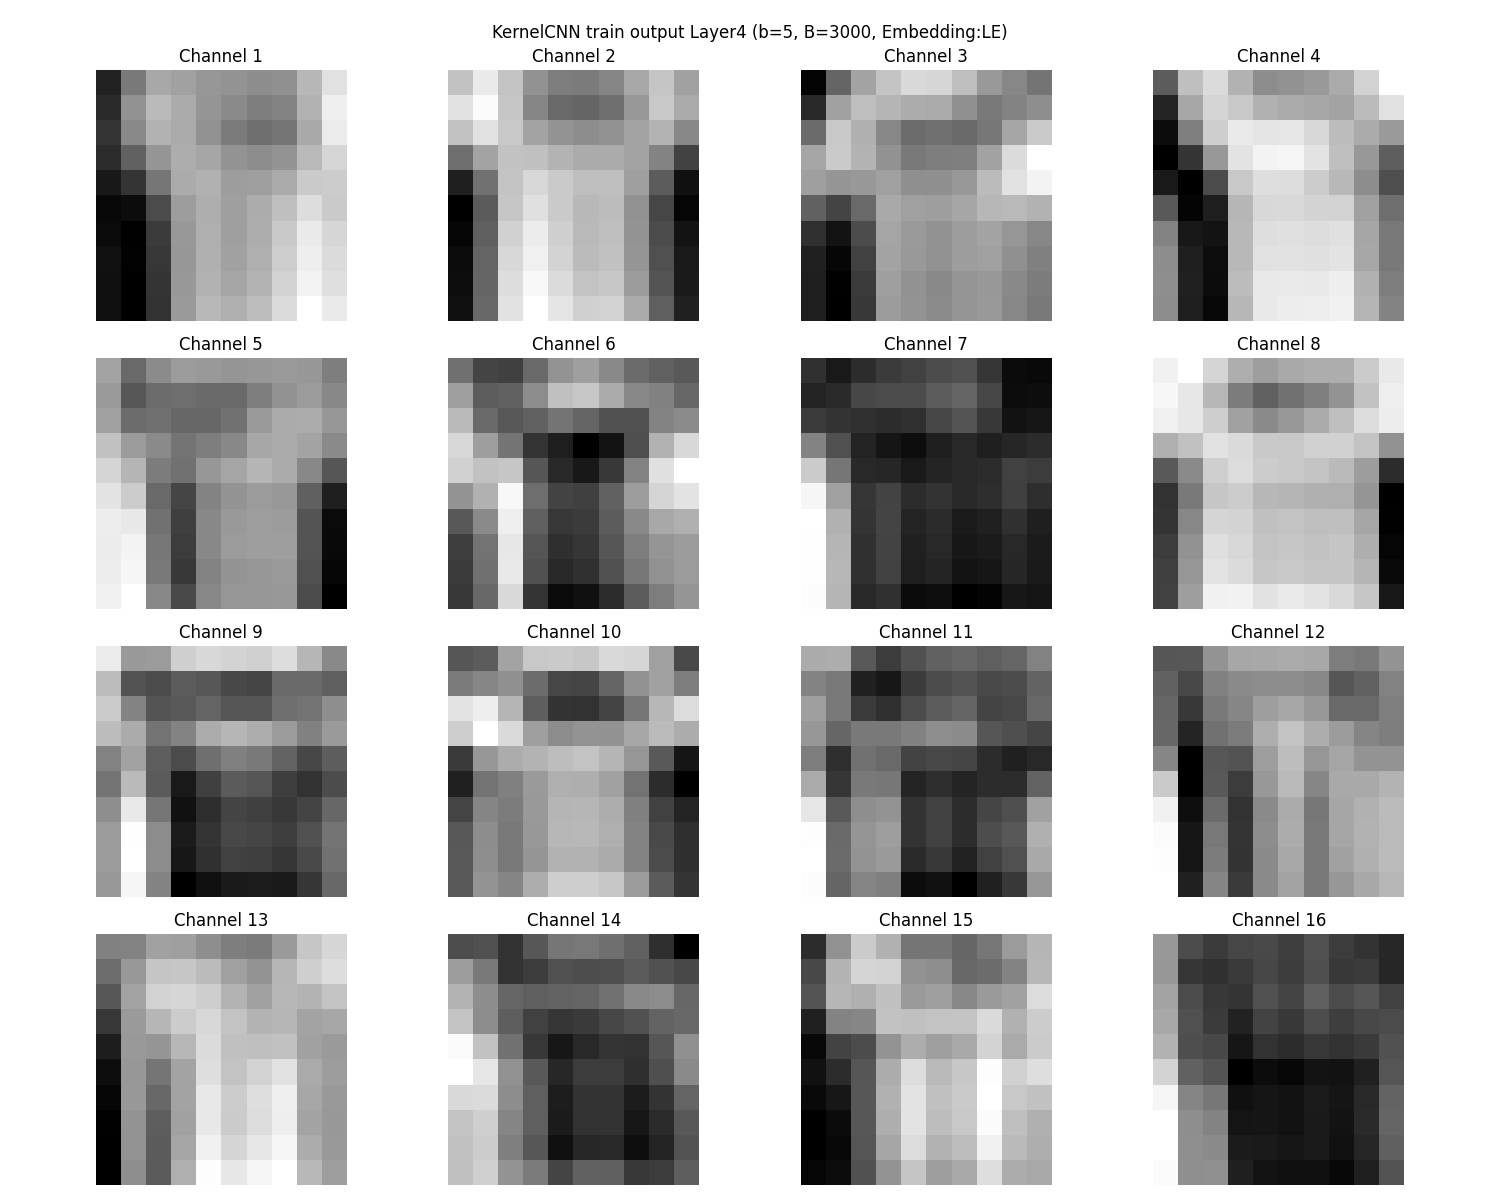 KernelCNN train output Layer4 (b=5, B=3000, Embedding:LE)
Channel 1 Channel 2 Channel 3 Channel 4
Channel 5 Channel 6 Channel 7 Channel 8
Channel 9 Channel 10 Channel 11 Channel 12
Channel 13 Channel 14 Channel 15 Channel 16